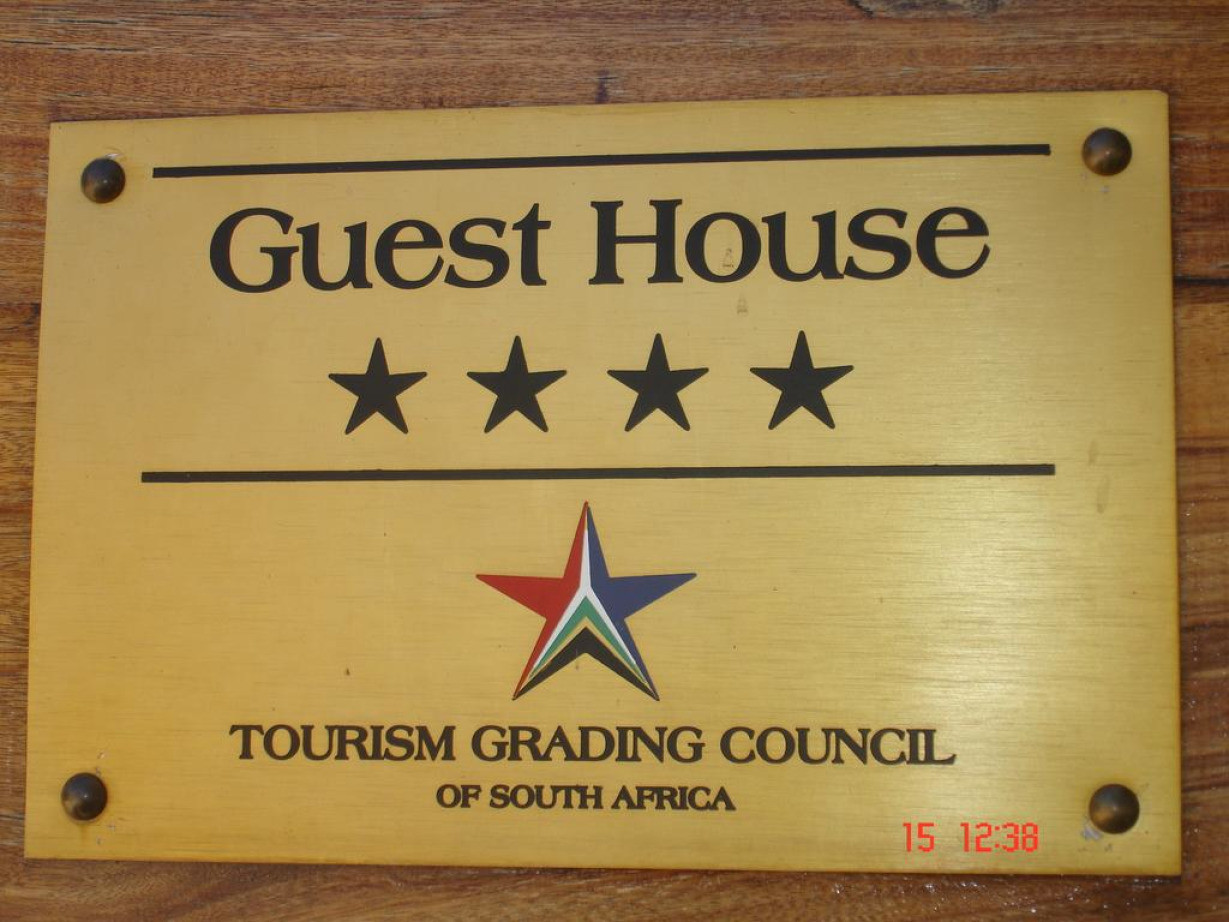 Guest House
TOURISM GRADING COUNCIL
OF SOUTH AFRICA
15 12:38